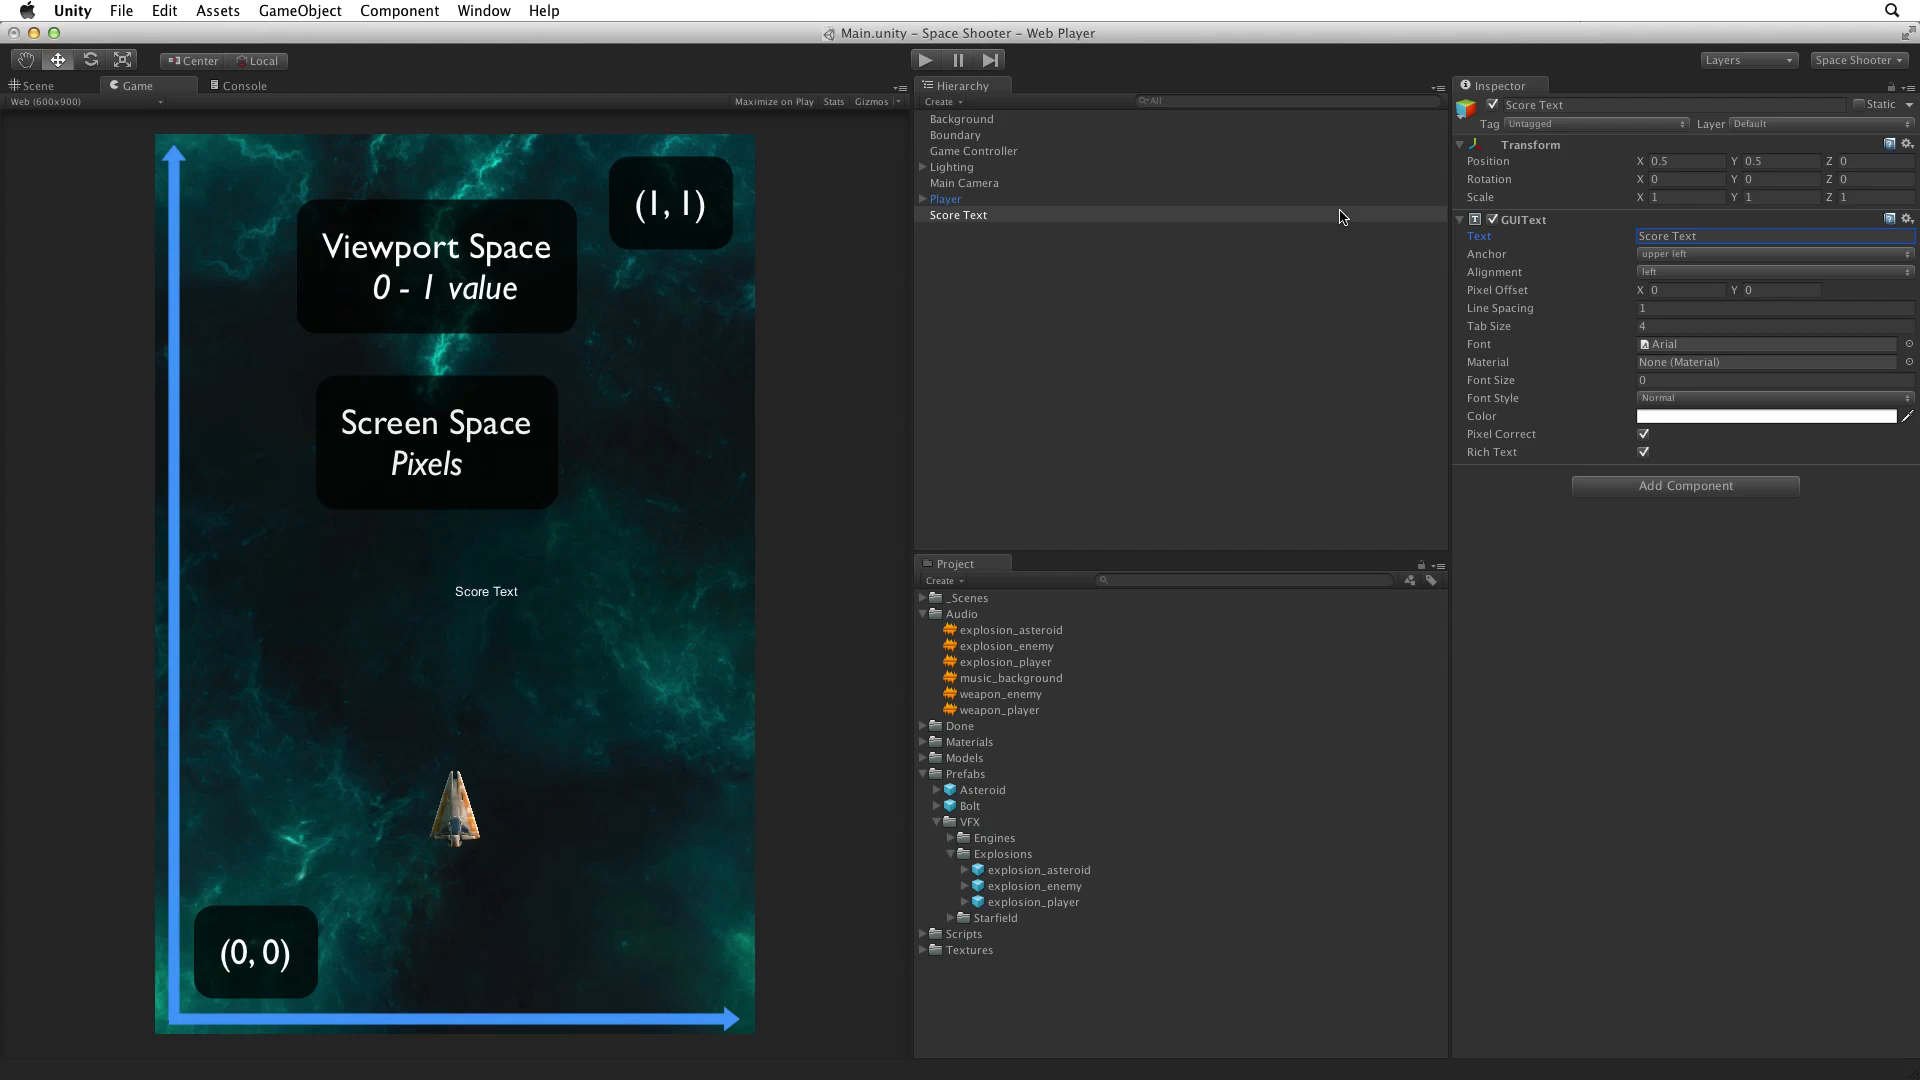 Unity File Edit Assets GameObject Component Window Help
Main.unity – Space Shooter – Web Player
Center Local
Layers
Space Shooter
Scene Game Console
Web (600x900)
Maximize on Play Stats Gizmos
(1, 1)
Viewport Space
0 - 1 value
Screen Space
Pixels
Score Text
(0, 0)
Hierarchy
Create
All
Background
Boundary
Game Controller
Lighting
Main Camera
Player
Score Text
Project
Create
_Scenes
Audio
explosion_asteroid
explosion_enemy
explosion_player
music_background
weapon_enemy
weapon_player
Done
Materials
Models
Prefabs
Asteroid
Bolt
VFX
Engines
Explosions
explosion_asteroid
explosion_enemy
explosion_player
Starfield
Scripts
Textures
Inspector
Score Text Static
Tag Untagged Layer Default
Transform
Position X 0.5 Y 0.5 Z 0
Rotation X 0 Y 0 Z 0
Scale X 1 Y 1 Z 1
GUIText
Text Score Text
Anchor upper left
Alignment left
Pixel Offset X 0 Y 0
Line Spacing 1
Tab Size 4
Font Arial
Material None (Material)
Font Size 0
Font Style Normal
Color
Pixel Correct
Rich Text
Add Component